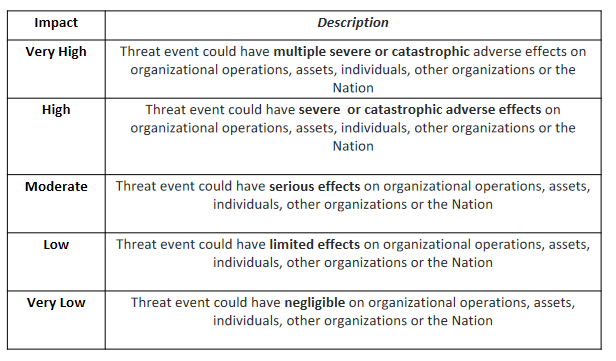 Impact Description
Very High Threat event could have multiple severe or catastrophic adverse effects on
organizational operations, assets, individuals, other organizations or the
Nation
High Threat event could have severe or catastrophic adverse effects on
organizational operations, assets, individuals, other organizations or the
Nation
Moderate Threat event could have serious effects on organizational operations, assets,
individuals, other organizations or the Nation
Low Threat event could have limited effects on organizational operations, assets,
individuals, other organizations or the Nation
Very Low Threat event could have negligible on organizational operations, assets,
individuals, other organizations or the Nation